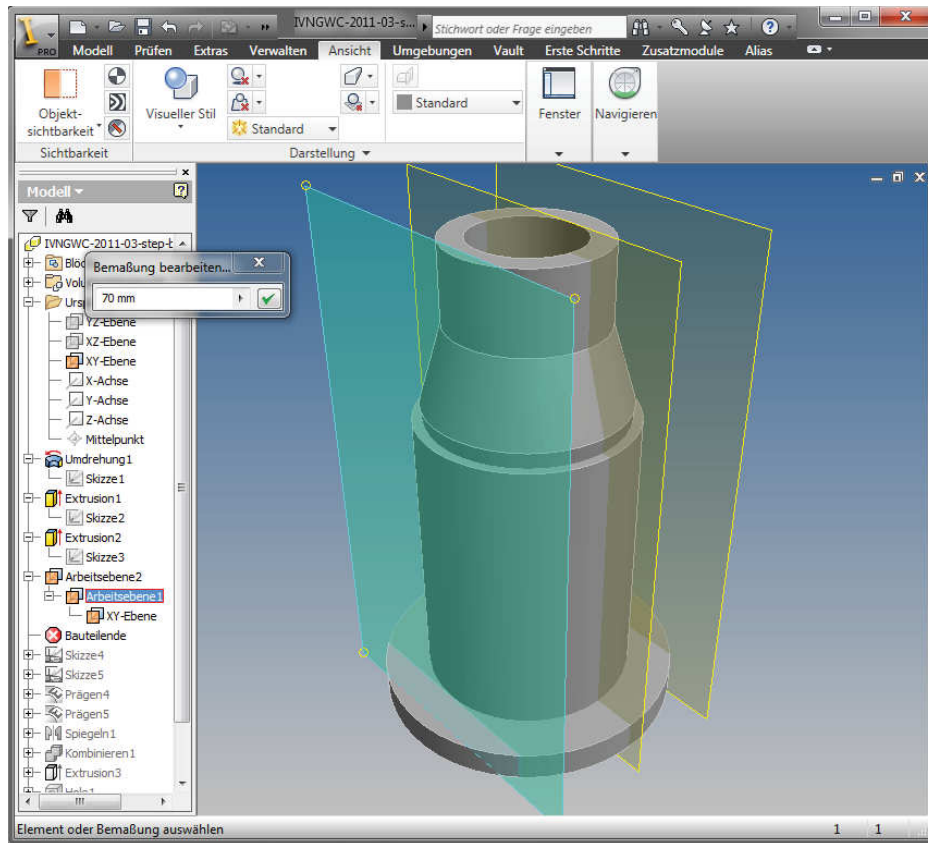 IVNGWC-2011-03-s...
Stichwort oder Frage eingeben
PRO
Modell Prüfen Extras Verwalten Ansicht Umgebungen Vault Erste Schritte Zusatzmodule Alias
Objekt-
sichtbarkeit
Visueller Stil
Standard
Standard
Fenster
Navigieren
Sichtbarkeit
Darstellung
Modell
IVNGWC-2011-03-step-t
Bemaßung bearbeiten...
70 mm
YZ-Ebene
XZ-Ebene
XY-Ebene
X-Achse
Y-Achse
Z-Achse
Mittelpunkt
Umdrehung1
Skizze1
Extrusion1
Skizze2
Extrusion2
Skizze3
Arbeitsebene2
Arbeitsebene1
XY-Ebene
Bauteilende
Skizze4
Skizze5
Prägen4
Prägen5
Spiegeln1
Kombinieren1
Extrusion3
Element oder Bemaßung auswählen
1 1